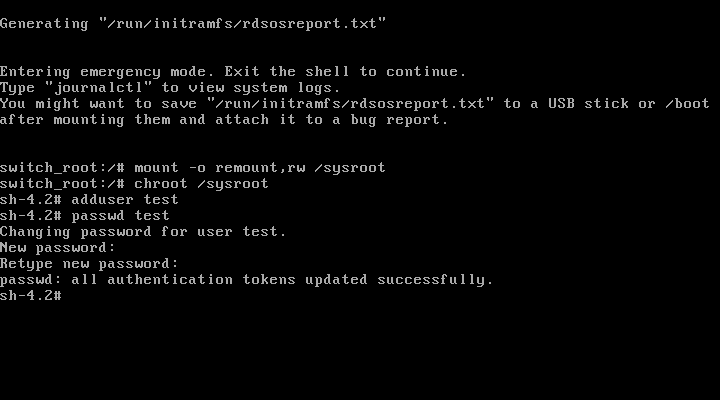 Generating "/run/initramfs/rdsosreport.txt"
Entering emergency mode. Exit the shell to continue.
Type "journalctl" to view system logs.
You might want to save "/run/initramfs/rdsosreport.txt" to a USB stick or /boot
after mounting them and attach it to a bug report.
switch_root:/# mount -o remount,rw /sysroot
switch_root:/# chroot /sysroot
sh-4.2# adduser test
sh-4.2# passwd test
Changing password for user test.
New password:
Retype new password:
passwd: all authentication tokens updated successfully.
sh-4.2#